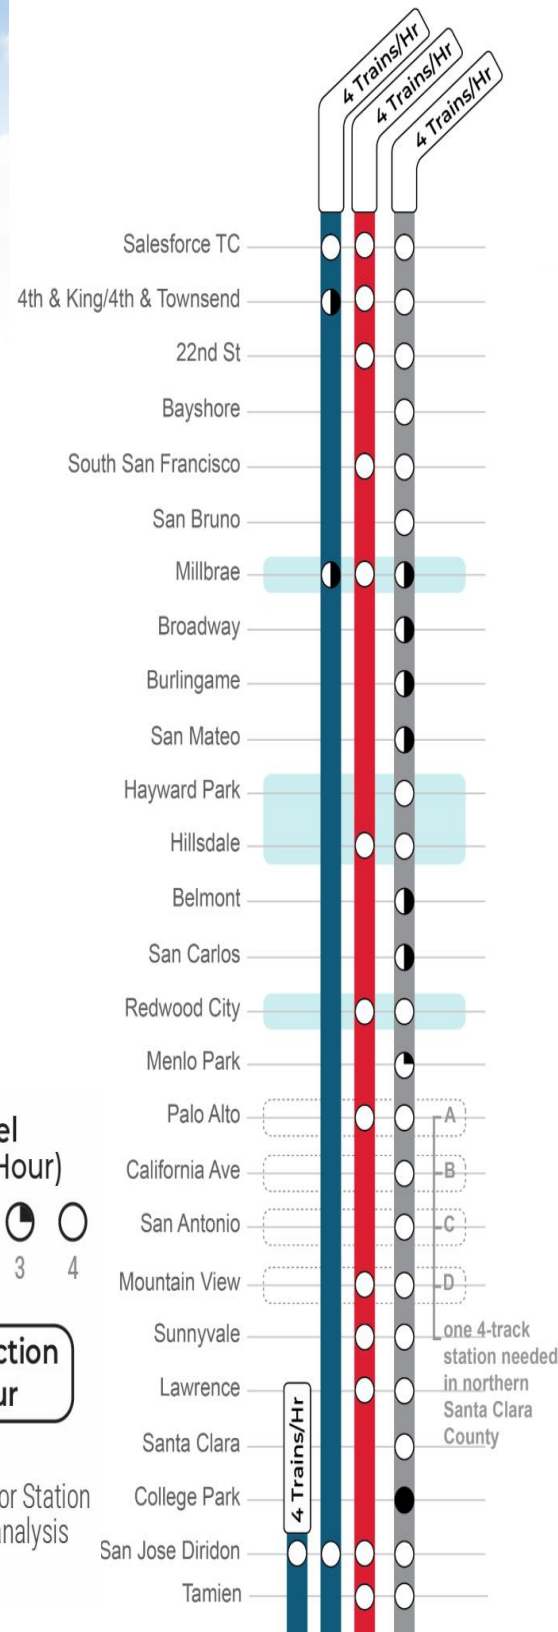 4 Trains/Hr
4 Trains/Hr
4 Trains/Hr
Salesforce TC
4th & King/4th & Townsend
22nd St
Bayshore
South San Francisco
San Bruno
Millbrae
Broadway
Burlingame
San Mateo
Hayward Park
Hillsdale
Belmont
San Carlos
Redwood City
Menlo Park
Palo Alto
A
California Ave
B
San Antonio
C
Mountain View
D
Sunnyvale
one 4-track
station needed
in northern
Santa Clara
County
Lawrence
Santa Clara
College Park
San Jose Diridon
Tamien
4 Trains/Hr
el
Hour)
3 4
ction
ur
or Station
nalysis